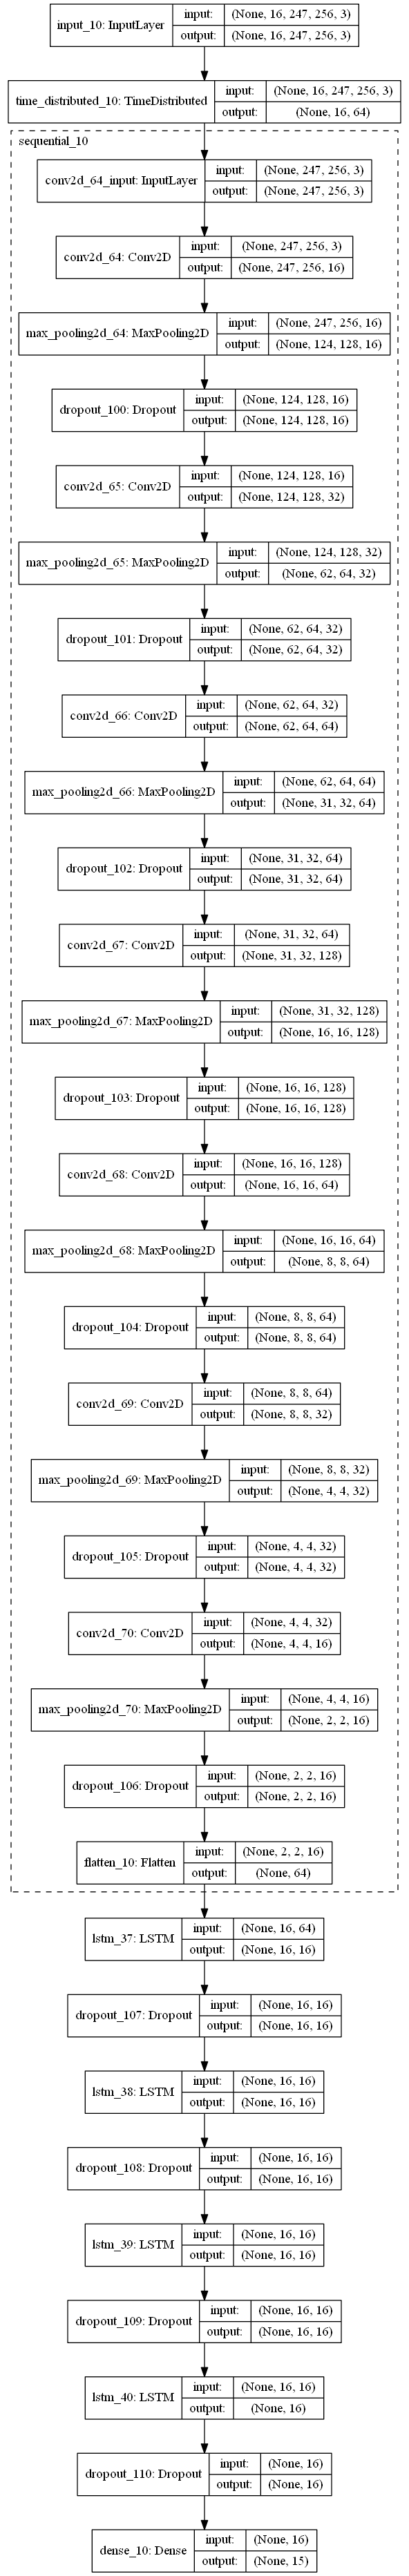 input_10: InputLayer
input:
(None, 16, 247, 256, 3)
output:
(None, 16, 247, 256, 3)
time_distributed_10: TimeDistributed
input:
(None, 16, 247, 256, 3)
output:
(None, 16, 64)
sequential_10
conv2d_64_input: InputLayer
input:
(None, 247, 256, 3)
output:
(None, 247, 256, 3)
conv2d_64: Conv2D
input:
(None, 247, 256, 3)
output:
(None, 247, 256, 16)
max_pooling2d_64: MaxPooling2D
input:
(None, 247, 256, 16)
output:
(None, 124, 128, 16)
dropout_100: Dropout
input:
(None, 124, 128, 16)
output:
(None, 124, 128, 16)
conv2d_65: Conv2D
input:
(None, 124, 128, 16)
output:
(None, 124, 128, 32)
max_pooling2d_65: MaxPooling2D
input:
(None, 124, 128, 32)
output:
(None, 62, 64, 32)
dropout_101: Dropout
input:
(None, 62, 64, 32)
output:
(None, 62, 64, 32)
conv2d_66: Conv2D
input:
(None, 62, 64, 32)
output:
(None, 62, 64, 64)
max_pooling2d_66: MaxPooling2D
input:
(None, 62, 64, 64)
output:
(None, 31, 32, 64)
dropout_102: Dropout
input:
(None, 31, 32, 64)
output:
(None, 31, 32, 64)
conv2d_67: Conv2D
input:
(None, 31, 32, 64)
output:
(None, 31, 32, 128)
max_pooling2d_67: MaxPooling2D
input:
(None, 31, 32, 128)
output:
(None, 16, 16, 128)
dropout_103: Dropout
input:
(None, 16, 16, 128)
output:
(None, 16, 16, 128)
conv2d_68: Conv2D
input:
(None, 16, 16, 128)
output:
(None, 16, 16, 64)
max_pooling2d_68: MaxPooling2D
input:
(None, 16, 16, 64)
output:
(None, 8, 8, 64)
dropout_104: Dropout
input:
(None, 8, 8, 64)
output:
(None, 8, 8, 64)
conv2d_69: Conv2D
input:
(None, 8, 8, 64)
output:
(None, 8, 8, 32)
max_pooling2d_69: MaxPooling2D
input:
(None, 8, 8, 32)
output:
(None, 4, 4, 32)
dropout_105: Dropout
input:
(None, 4, 4, 32)
output:
(None, 4, 4, 32)
conv2d_70: Conv2D
input:
(None, 4, 4, 32)
output:
(None, 4, 4, 16)
max_pooling2d_70: MaxPooling2D
input:
(None, 4, 4, 16)
output:
(None, 2, 2, 16)
dropout_106: Dropout
input:
(None, 2, 2, 16)
output:
(None, 2, 2, 16)
flatten_10: Flatten
input:
(None, 2, 2, 16)
output:
(None, 64)
lstm_37: LSTM
input:
(None, 16, 64)
output:
(None, 16, 16)
dropout_107: Dropout
input:
(None, 16, 16)
output:
(None, 16, 16)
lstm_38: LSTM
input:
(None, 16, 16)
output:
(None, 16, 16)
dropout_108: Dropout
input:
(None, 16, 16)
output:
(None, 16, 16)
lstm_39: LSTM
input:
(None, 16, 16)
output:
(None, 16, 16)
dropout_109: Dropout
input:
(None, 16, 16)
output:
(None, 16, 16)
lstm_40: LSTM
input:
(None, 16, 16)
output:
(None, 16)
dropout_110: Dropout
input:
(None, 16)
output:
(None, 16)
dense_10: Dense
input:
(None, 16)
output:
(None, 15)